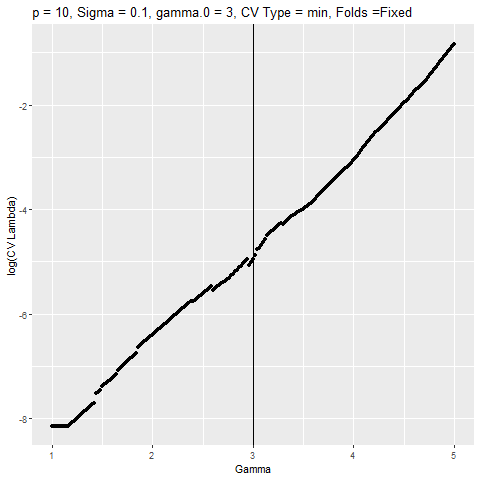 p = 10, Sigma = 0.1, gamma.0 = 3, CV Type = min, Folds =Fixed
-2
-4
-6
-8
log(CV Lambda)
1 2 3 4 5
Gamma